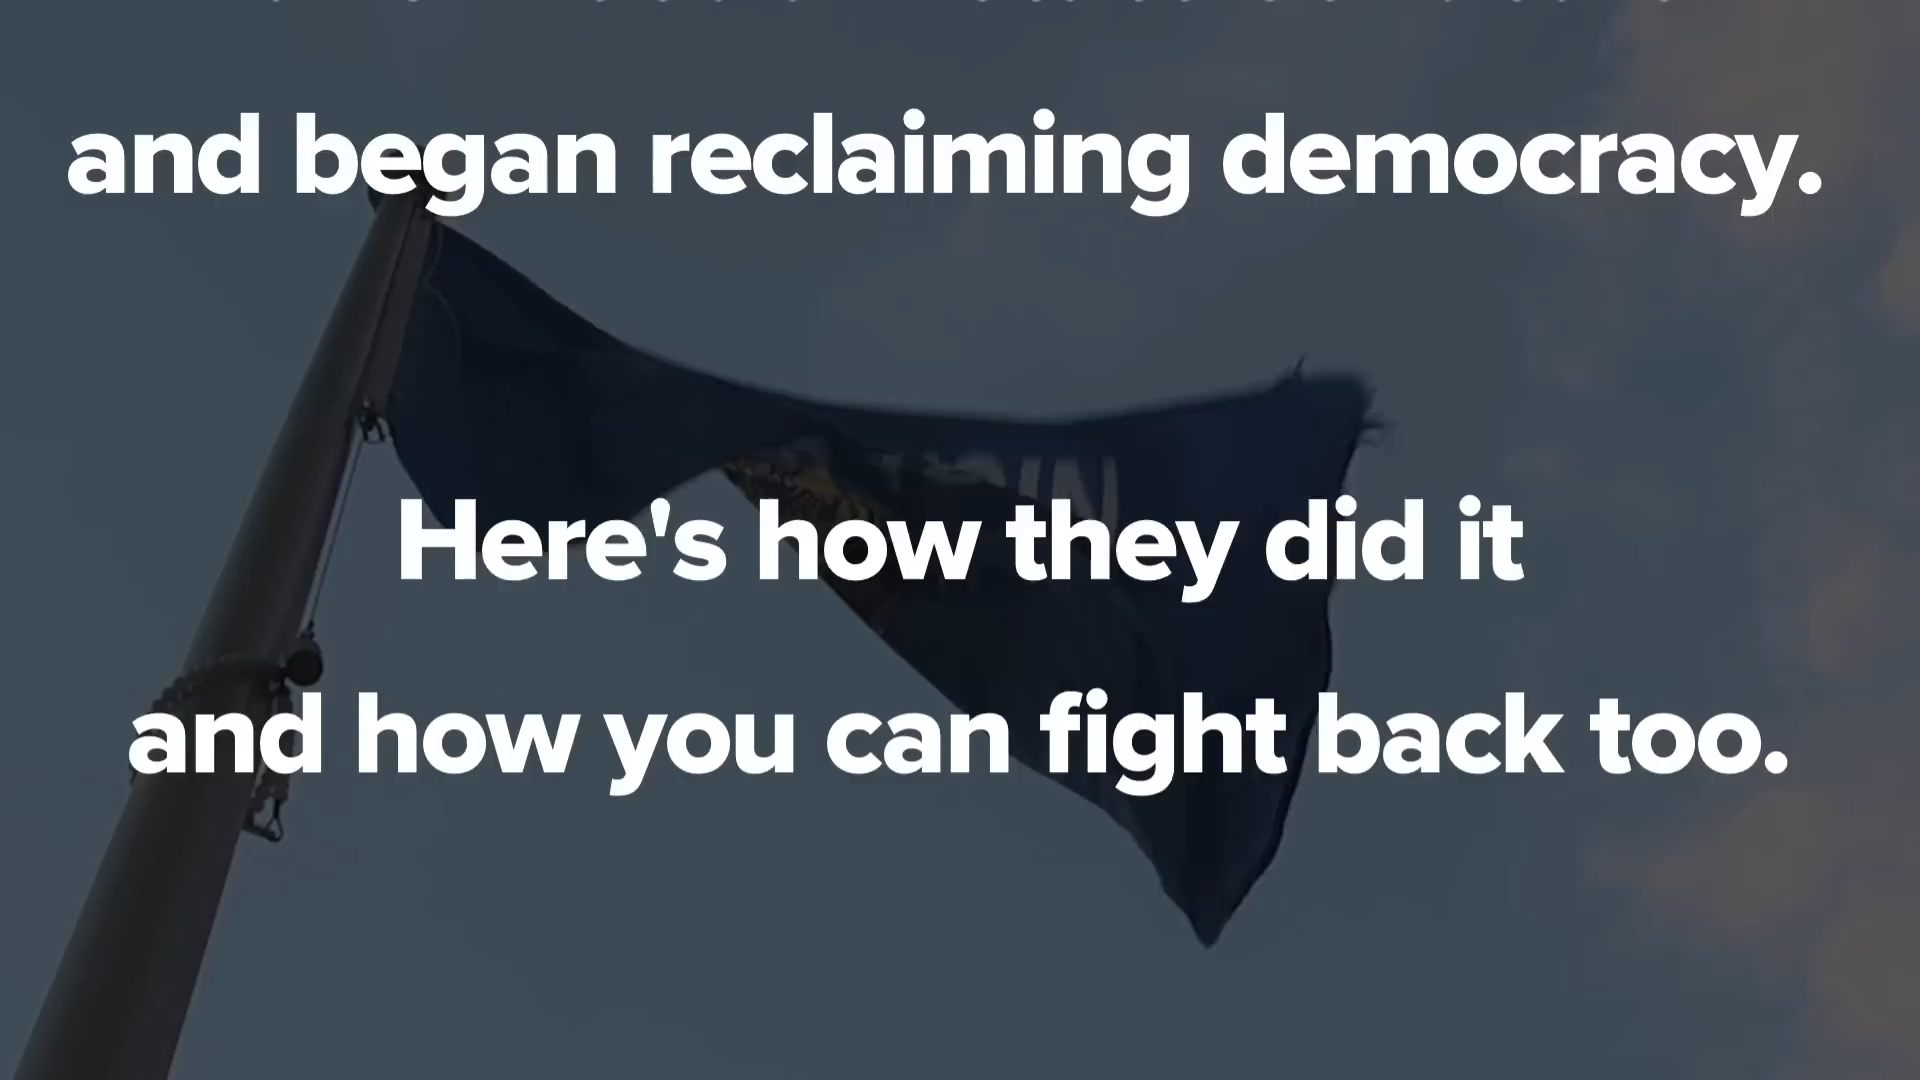 and began reclaiming democracy.
Here's how they did it
and how you can fight back too.